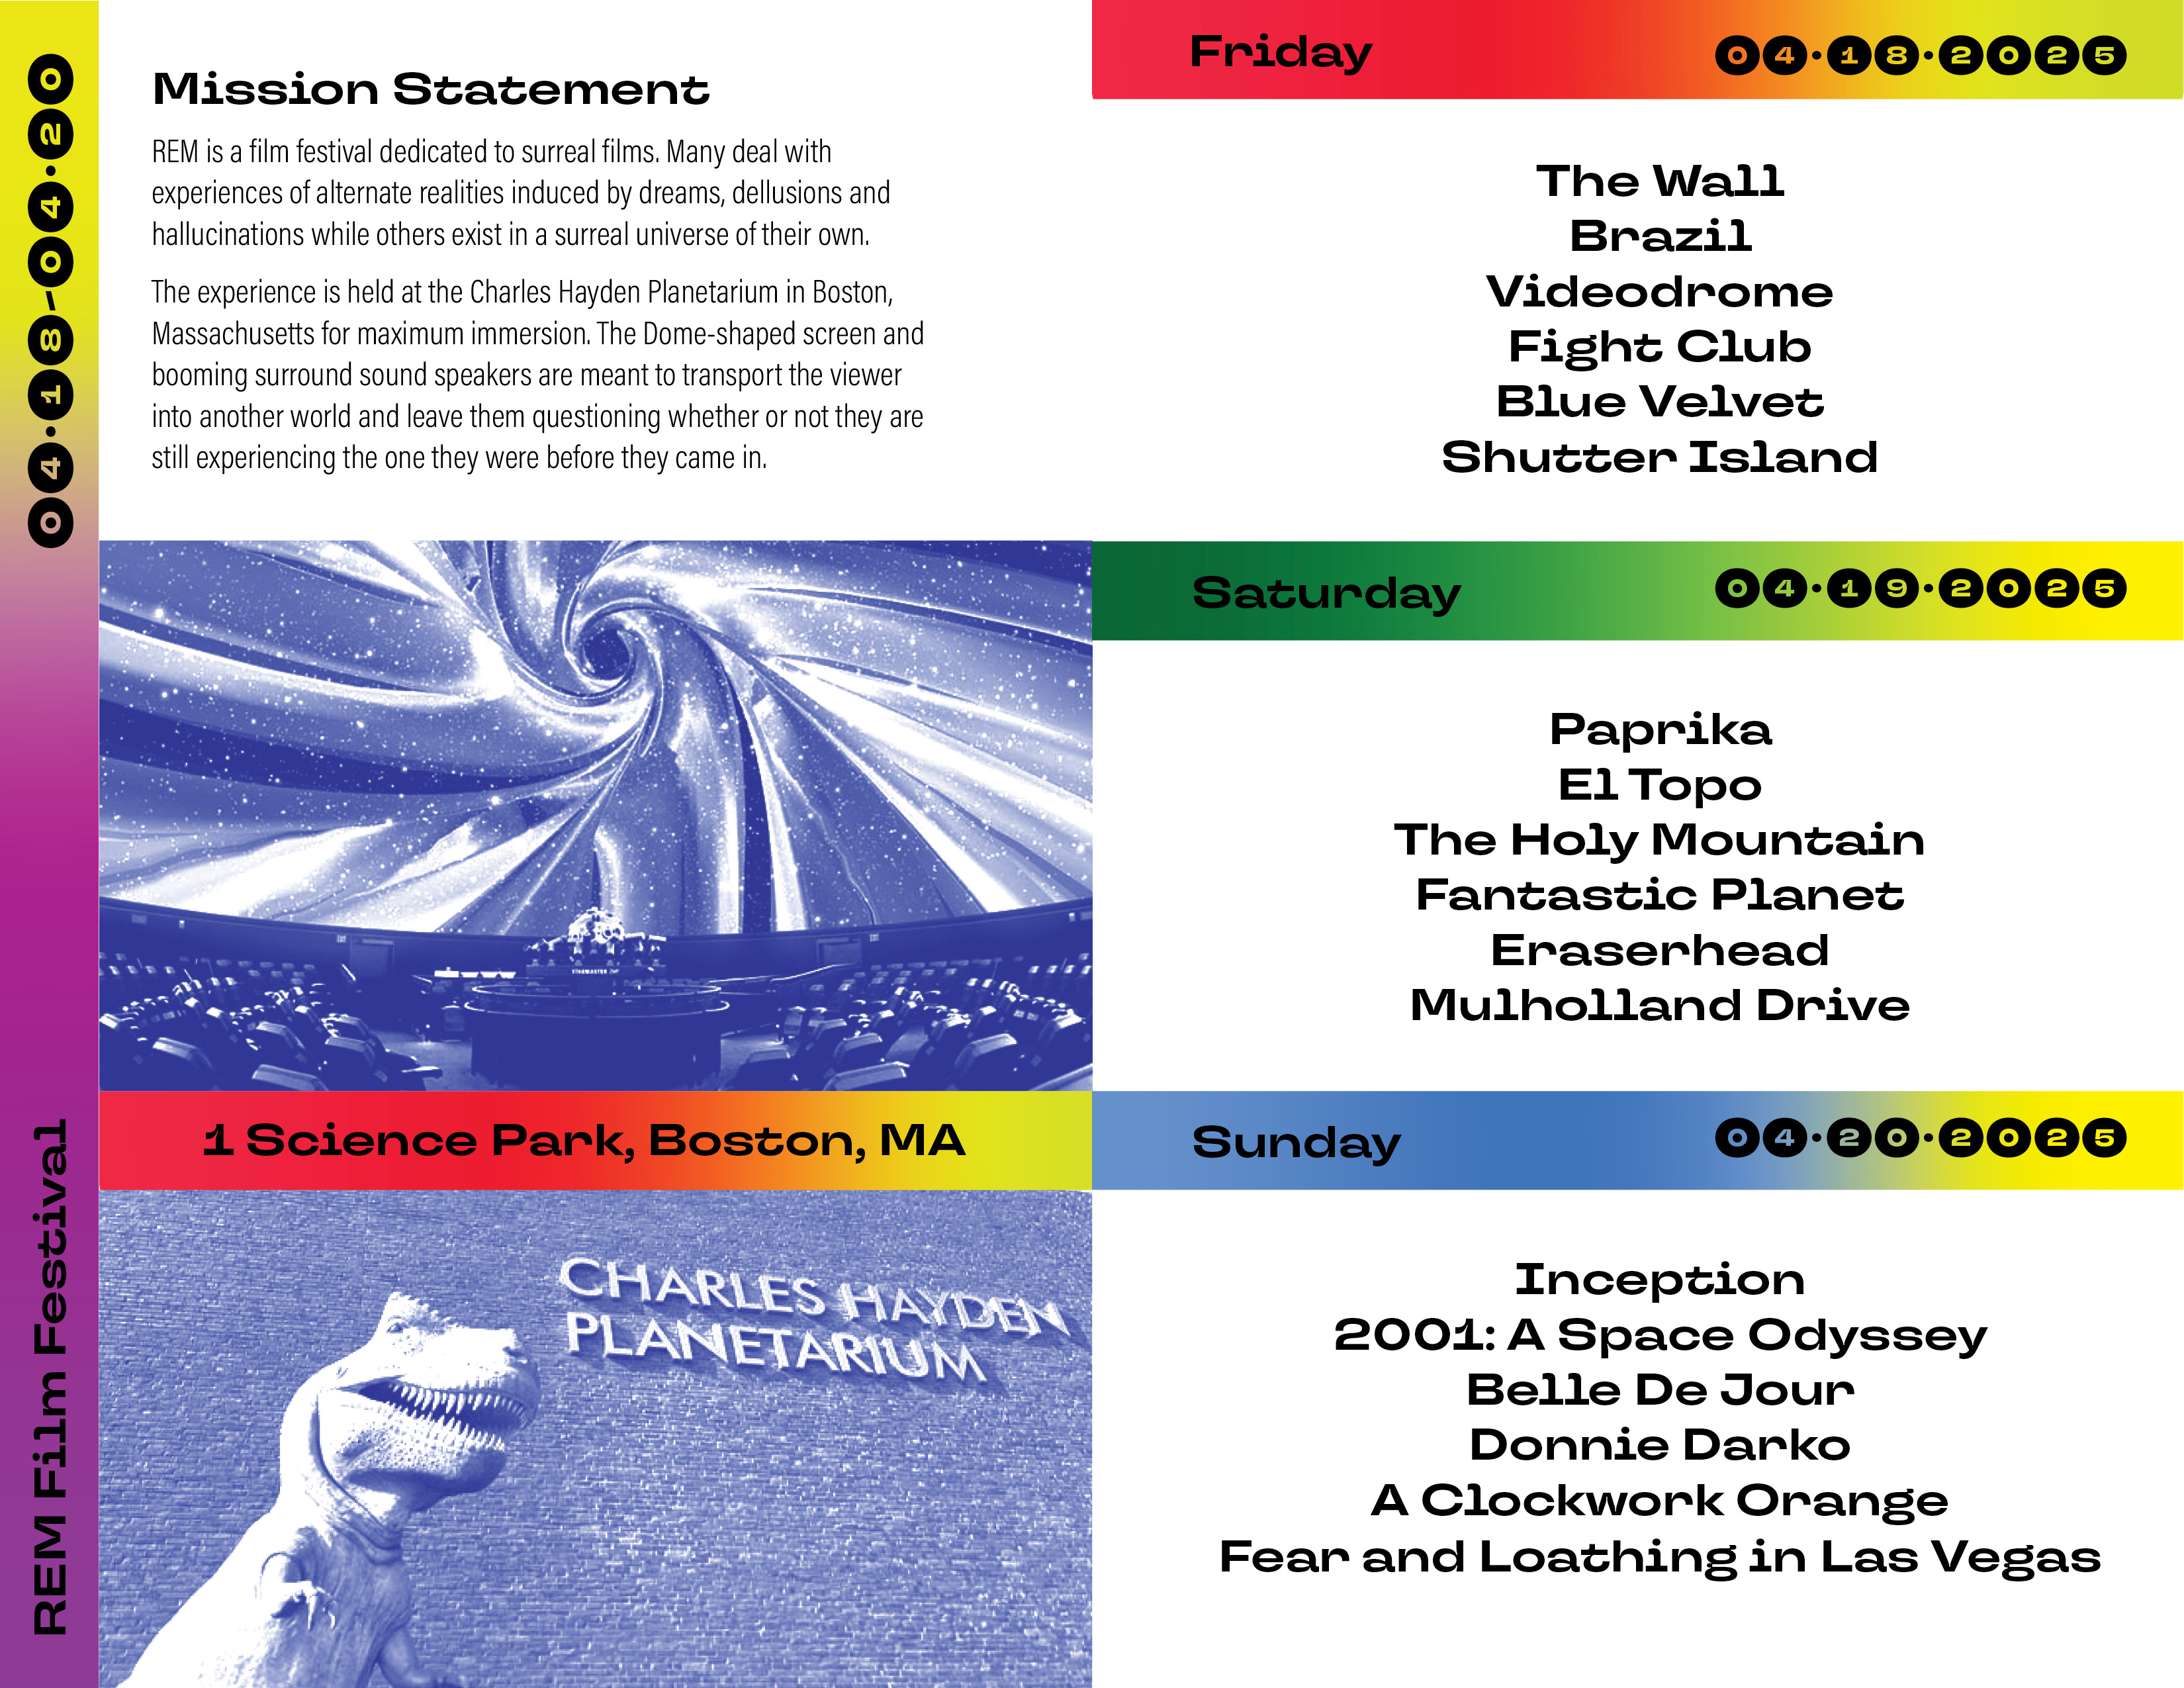 04·18-04·20
REM Film Festival
Mission Statement
REM is a film festival dedicated to surreal films. Many deal with
experiences of alternate realities induced by dreams, dellusions and
hallucinations while others exist in a surreal universe of their own.
The experience is held at the Charles Hayden Planetarium in Boston,
Massachusetts for maximum immersion. The Dome-shaped screen and
booming surround sound speakers are meant to transport the viewer
into another world and leave them questioning whether or not they are
still experiencing the one they were before they came in.
1 Science Park, Boston, MA
CHARLES HAYDEN
PLANETARIUM
Friday
04·18·2025
The Wall
Brazil
Videodrome
Fight Club
Blue Velvet
Shutter Island
Saturday
04·19·2025
Paprika
El Topo
The Holy Mountain
Fantastic Planet
Eraserhead
Mulholland Drive
Sunday
04·20·2025
Inception
2001: A Space Odyssey
Belle De Jour
Donnie Darko
A Clockwork Orange
Fear and Loathing in Las Vegas